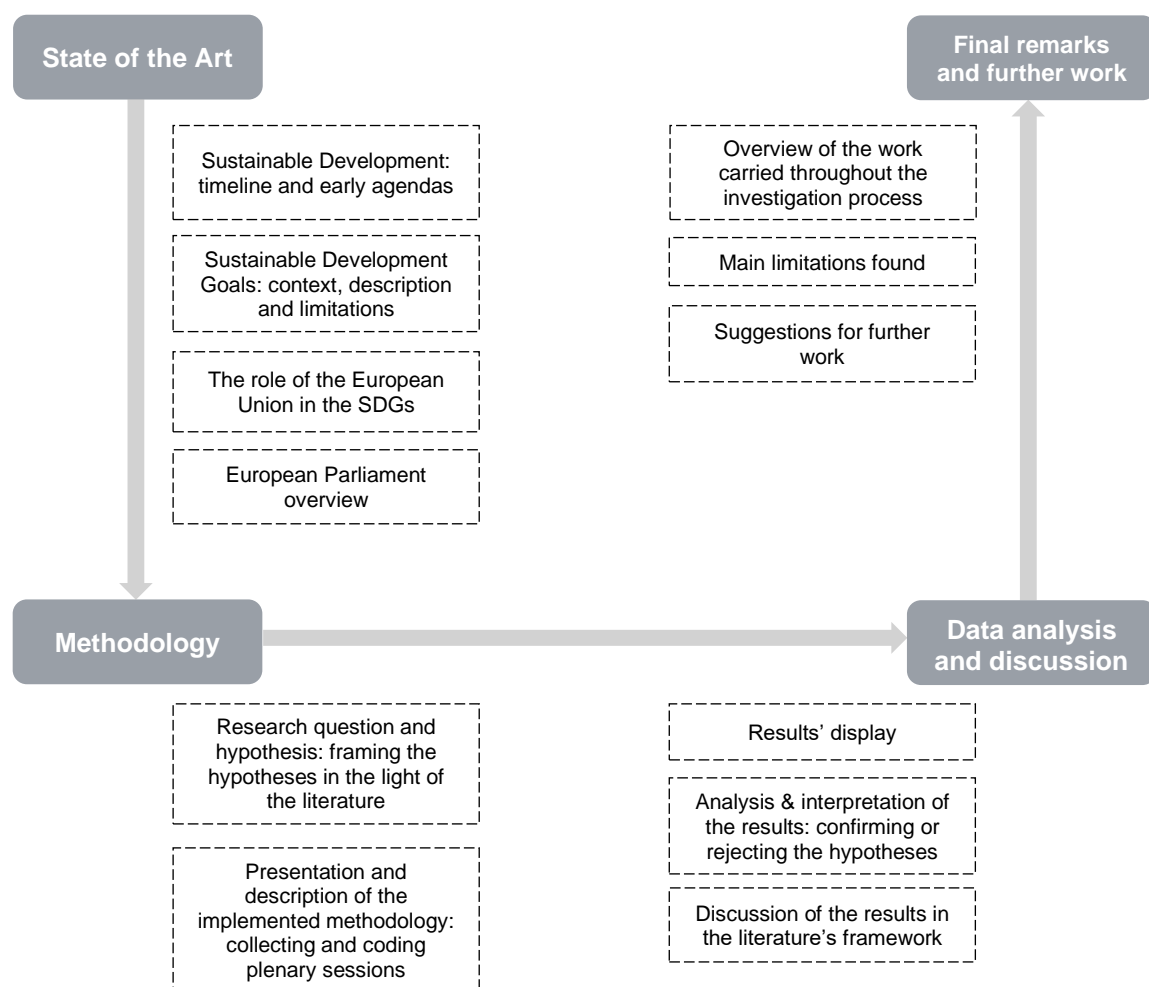 State of the Art
Sustainable Development:
timeline and early agendas
Sustainable Development
Goals: context, description
and limitations
The role of the European
Union in the SDGs
European Parliament
overview
Methodology
Research question and
hypothesis: framing the
hypotheses in the light of
the literature
Presentation and
description of the
implemented methodology:
collecting and coding
plenary sessions
Data analysis
and discussion
Results’ display
Analysis & interpretation of
the results: confirming or
rejecting the hypotheses
Discussion of the results in
the literature’s framework
Final remarks
and further work
Overview of the work
carried throughout the
investigation process
Main limitations found
Suggestions for further
work